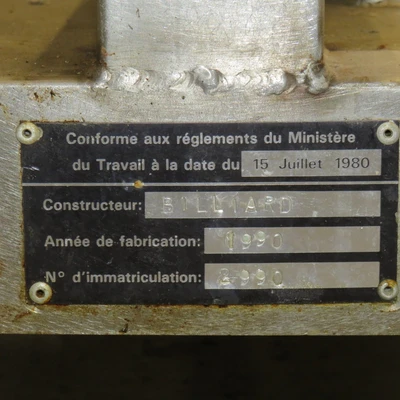 Conforme aux réglements du Ministère
du Travail à la date du 15 Juillet 1980
Constructeur: BILLIARD
Année de fabrication: 1990
N° d'immatriculation: